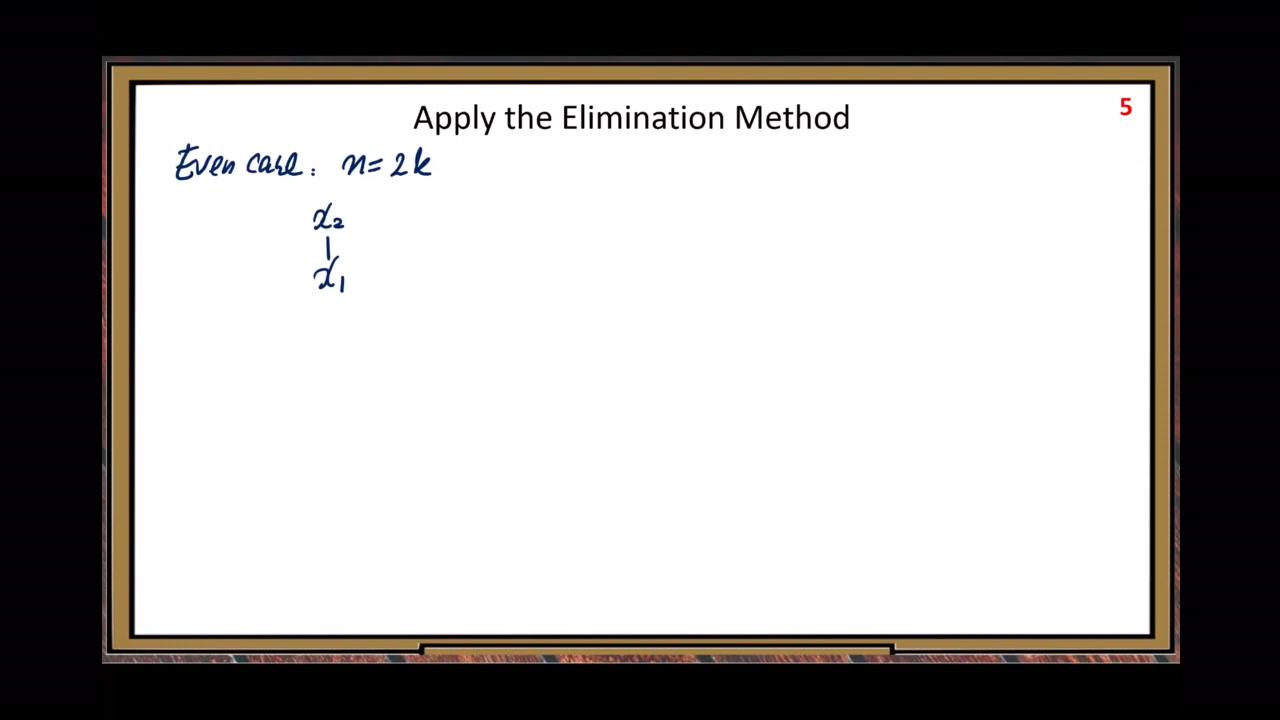 Apply the Elimination Method
5
Even case: n = 2k
x₂
|
x₁